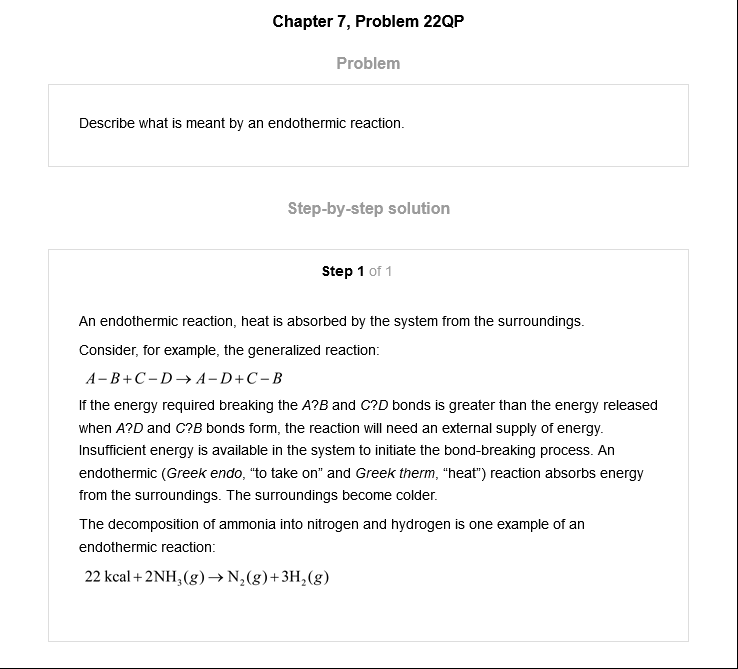 Chapter 7, Problem 22QP
Problem
Describe what is meant by an endothermic reaction.
Step-by-step solution
Step 1 of 1
An endothermic reaction, heat is absorbed by the system from the surroundings.
Consider, for example, the generalized reaction:
A – B + C – D → A – D + C – B
If the energy required breaking the A?B and C?D bonds is greater than the energy released
when A?D and C?B bonds form, the reaction will need an external supply of energy.
Insufficient energy is available in the system to initiate the bond-breaking process. An
endothermic (Greek endo, “to take on” and Greek therm, “heat”) reaction absorbs energy
from the surroundings. The surroundings become colder.
The decomposition of ammonia into nitrogen and hydrogen is one example of an
endothermic reaction:
22 kcal + 2NH₃(g) → N₂(g) + 3H₂(g)